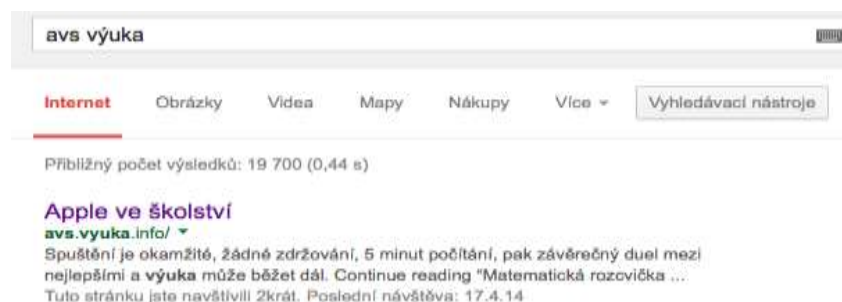 avs výuka
Internet Obrázky Videa Mapy Nákupy Více Vyhledávací nástroje
Přibližný počet výsledků: 19 700 (0,44 s)
Apple ve školství
avs.vyuka.info/
Spuštění je okamžité, žádné zdržování, 5 minut počítání, pak závěrečný duel mezi
nejlepšími a výuka může běžet dál. Continue reading "Matematická rozcvička ...
Tuto stránku jste navštívili 2krát. Poslední návštěva: 17.4.14